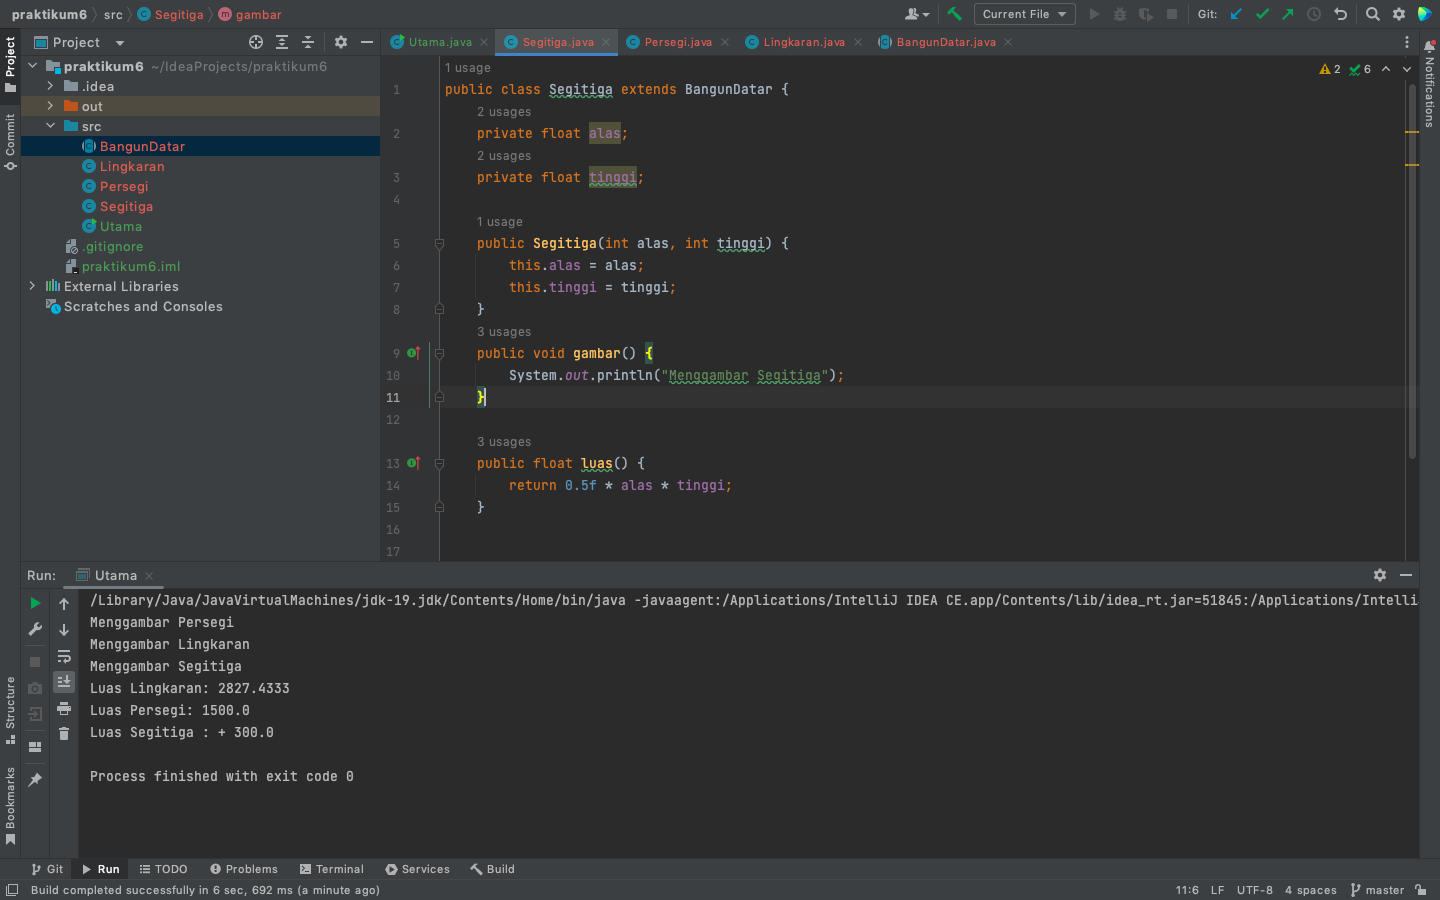 praktikum6 src Segitiga gambar Current File Git:
Project
Utama.java Segitiga.java Persegi.java Lingkaran.java BangunDatar.java
Project
Commit
Structure
Bookmarks
Notifications
praktikum6 ~/IdeaProjects/praktikum6
.idea
out
src
BangunDatar
Lingkaran
Persegi
Segitiga
Utama
.gitignore
praktikum6.iml
External Libraries
Scratches and Consoles
2 6
1 usage
1 public class Segitiga extends BangunDatar {
2 usages
2 private float alas;
2 usages
3 private float tinggi;
4
1 usage
5 public Segitiga(int alas, int tinggi) {
6 this.alas = alas;
7 this.tinggi = tinggi;
8 }
3 usages
9 public void gambar() {
10 System.out.println("Menggambar Segitiga");
11 }
12
3 usages
13 public float luas() {
14 return 0.5f * alas * tinggi;
15 }
16
17
Run: Utama
/Library/Java/JavaVirtualMachines/jdk-19.jdk/Contents/Home/bin/java -javaagent:/Applications/IntelliJ IDEA CE.app/Contents/lib/idea_rt.jar=51845:/Applications/Intelli
Menggambar Persegi
Menggambar Lingkaran
Menggambar Segitiga
Luas Lingkaran: 2827.4333
Luas Persegi: 1500.0
Luas Segitiga : + 300.0
Process finished with exit code 0
Git Run TODO Problems Terminal Services Build
Build completed successfully in 6 sec, 692 ms (a minute ago) 11:6 LF UTF-8 4 spaces master